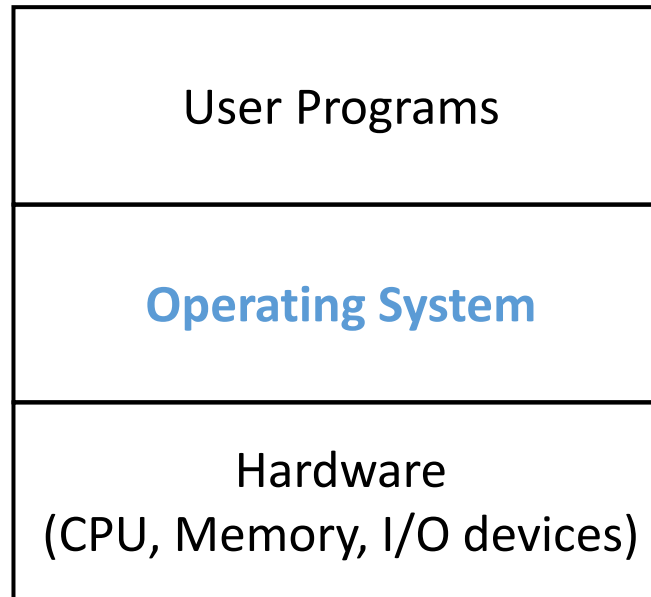 User Programs
Operating System
Hardware
(CPU, Memory, I/O devices)